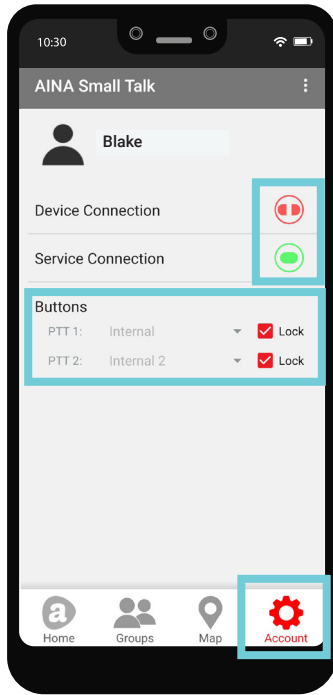 10:30
AINA Small Talk
Blake
Device Connection
Service Connection
Buttons
PTT 1: Internal Lock
PTT 2: Internal 2 Lock
a
Home Groups Map Account